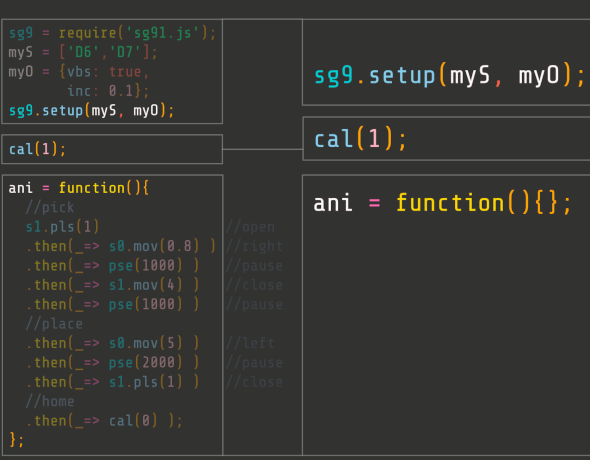 sg9 = require('sg91.js');
myS = ['D6','D7'];
myO = {vbs: true,
inc: 0.1};
sg9.setup(myS, myO);
cal(1);
ani = function(){
//pick
s1.pls(1) //open
.then(_=> s0.mov(0.8) ) //right
.then(_=> pse(1000) ) //pause
.then(_=> s1.mov(4) ) //close
.then(_=> pse(1000) ) //pause
//place
.then(_=> s0.mov(5) ) //left
.then(_=> pse(2000) ) //pause
.then(_=> s1.pls(1) ) //close
//home
.then(_=> cal(0) );
};
sg9.setup(myS, myO);
cal(1);
ani = function(){};